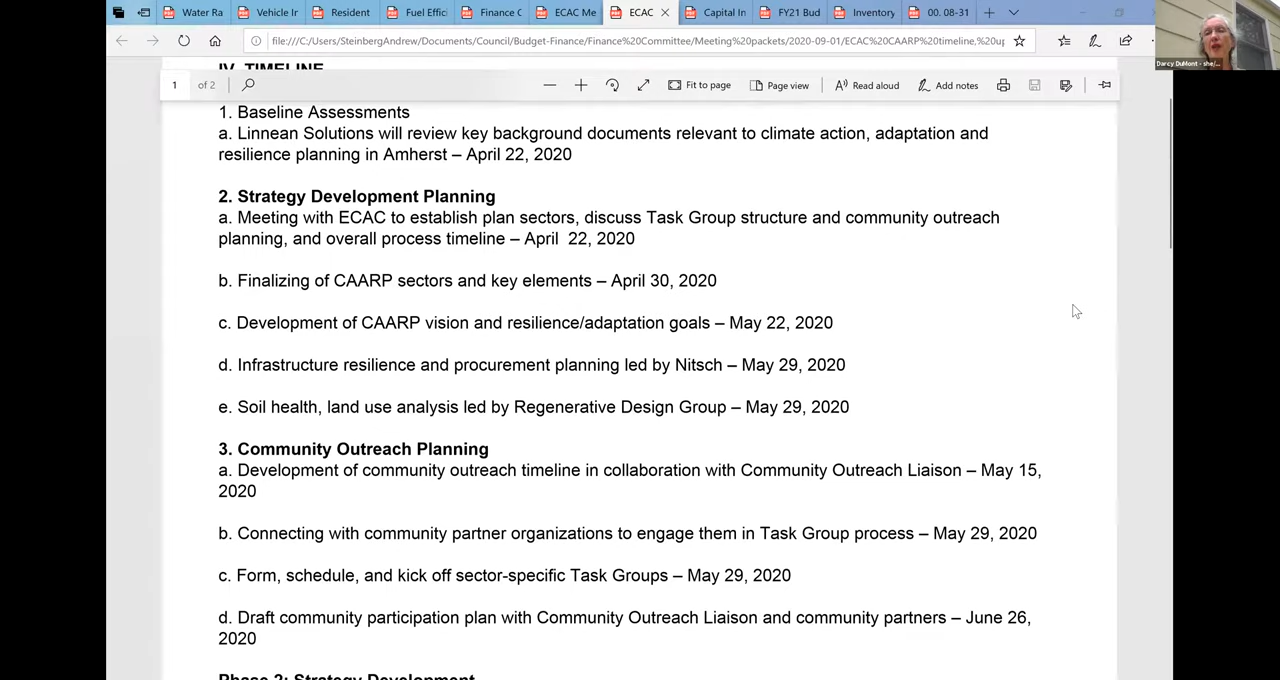 Water Ra
Vehicle Ir
Resident
Fuel Effici
Finance C
ECAC Me
ECAC
Capital In
FY21 Bud
Inventory
00. 08-31
file:///C:/Users/SteinbergAndrew/Documents/Council/Budget-Finance/Finance%20Committee/Meeting%20packets/2020-09-01/ECAC%20CAARP%20timeline,%20up
Darcy DuMont - she/...
IV. TIMELINE
1 of 2
Fit to page
Page view
Read aloud
Add notes
1. Baseline Assessments
a. Linnean Solutions will review key background documents relevant to climate action, adaptation and
resilience planning in Amherst – April 22, 2020
2. Strategy Development Planning
a. Meeting with ECAC to establish plan sectors, discuss Task Group structure and community outreach
planning, and overall process timeline – April  22, 2020
b. Finalizing of CAARP sectors and key elements – April 30, 2020
c. Development of CAARP vision and resilience/adaptation goals – May 22, 2020
d. Infrastructure resilience and procurement planning led by Nitsch – May 29, 2020
e. Soil health, land use analysis led by Regenerative Design Group – May 29, 2020
3. Community Outreach Planning
a. Development of community outreach timeline in collaboration with Community Outreach Liaison – May 15,
2020
b. Connecting with community partner organizations to engage them in Task Group process – May 29, 2020
c. Form, schedule, and kick off sector-specific Task Groups – May 29, 2020
d. Draft community participation plan with Community Outreach Liaison and community partners – June 26,
2020
Phase 2: Strategy Development